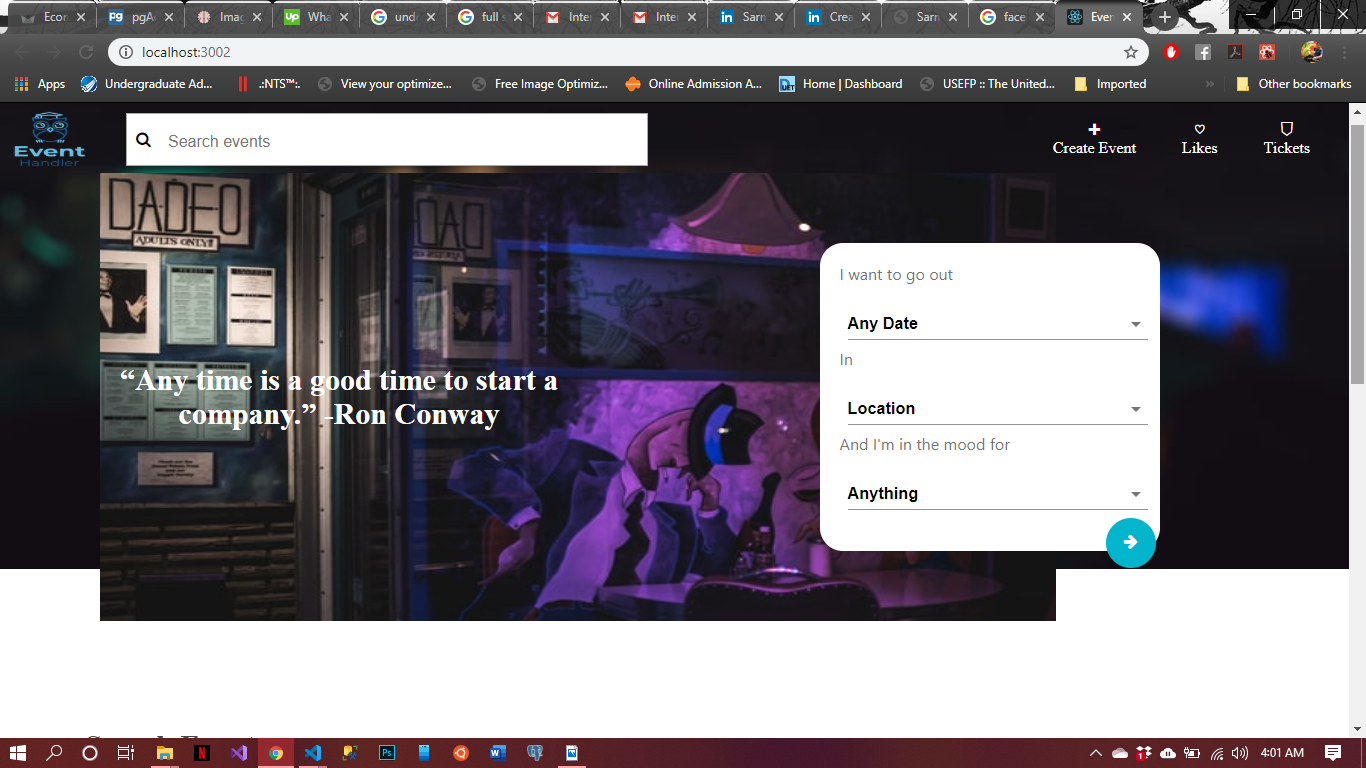 Econ
pgA
Imag
Wha
unde
full s
Inter
Inter
Sarm
Crea
Sarm
face
Even
localhost:3002
Apps
Undergraduate Ad...
.:NTS™:.
View your optimize...
Free Image Optimiz...
Online Admission A...
Home | Dashboard
USEFP :: The United...
Imported
Other bookmarks
Event
Handler
Search events
Create Event
Likes
Tickets
DADEO
ADULTS ONLY!!
I want to go out
Any Date
In
Location
And I'm in the mood for
Anything
“Any time is a good time to start a
company.” -Ron Conway
4:01 AM